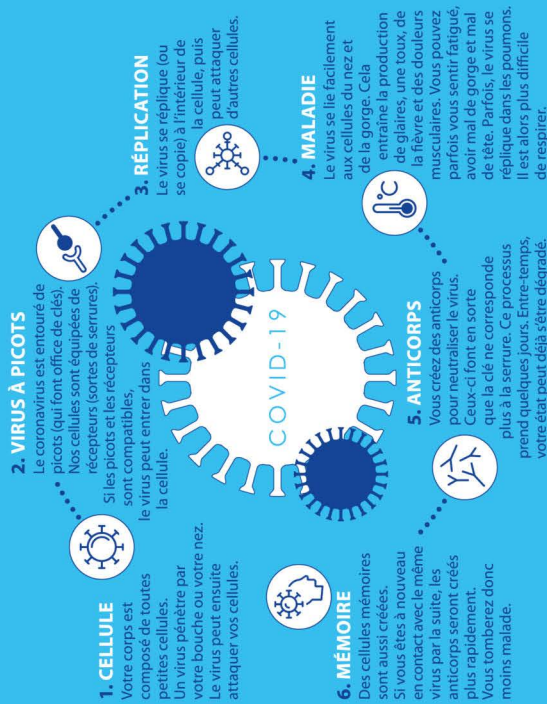 1. CELLULE
Votre corps est
composé de toutes
petites cellules.
Un virus pénètre par
votre bouche ou votre nez.
Le virus peut ensuite
attaquer vos cellules.
2. VIRUS À PICOTS
Le coronavirus est entouré de
picots (qui font office de clés).
Nos cellules sont équipées de
récepteurs (sortes de serrures).
Si les picots et les récepteurs
sont compatibles,
le virus peut entrer dans
la cellule.
3. RÉPLICATION
Le virus se réplique (ou
se copie) à l'intérieur de
la cellule, puis
peut attaquer
d'autres cellules.
COVID-19
4. MALADIE
Le virus se lie facilement
aux cellules du nez et
de la gorge. Cela
entraîne la production
de glaires, une toux, de
la fièvre et des douleurs
musculaires. Vous pouvez
parfois vous sentir fatigué,
avoir mal de gorge et mal
de tête. Parfois, le virus se
réplique dans les poumons.
Il est alors plus difficile
de respirer.
°C
5. ANTICORPS
Vous créez des anticorps
pour neutraliser le virus.
Ceux-ci font en sorte
que la clé ne corresponde
plus à la serrure. Ce processus
prend quelques jours. Entre-temps,
votre état peut déjà s'être dégradé.
6. MÉMOIRE
Des cellules mémoires
sont aussi créées.
Si vous êtes à nouveau
en contact avec le même
virus par la suite, les
anticorps seront créés
plus rapidement.
Vous tomberez donc
moins malade.